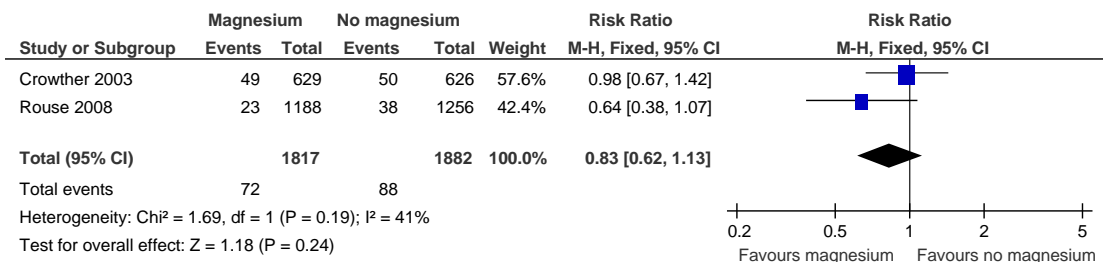 Magnesium No magnesium Risk Ratio Risk Ratio
Study or Subgroup Events Total Events Total Weight M-H, Fixed, 95% CI M-H, Fixed, 95% CI
Crowther 2003 49 629 50 626 57.6% 0.98 [0.67, 1.42]
Rouse 2008 23 1188 38 1256 42.4% 0.64 [0.38, 1.07]
Total (95% CI) 1817 1882 100.0% 0.83 [0.62, 1.13]
Total events 72 88
Heterogeneity: Chi² = 1.69, df = 1 (P = 0.19); I² = 41%
Test for overall effect: Z = 1.18 (P = 0.24)
0.2 0.5 1 2 5
Favours magnesium Favours no magnesium